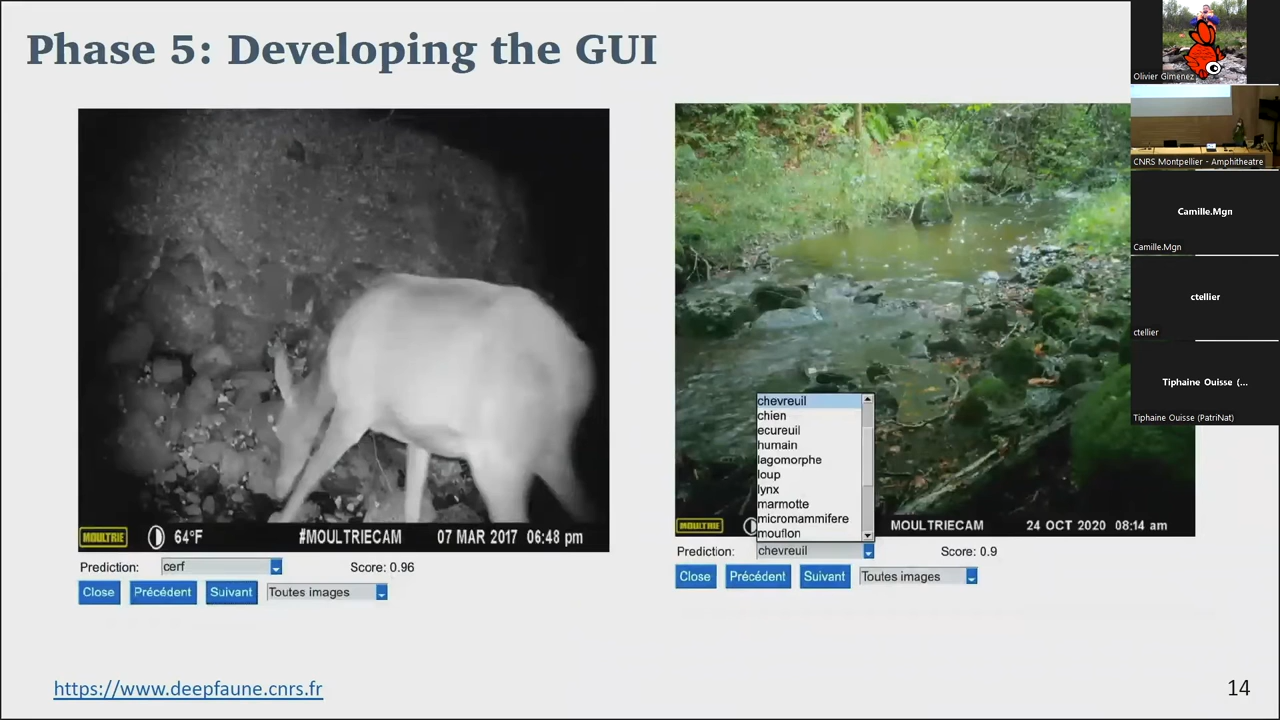 Phase 5: Developing the GUI
MOULTRIE 64°F #MOULTRIECAM 07 MAR 2017 06:48 pm
Prediction: cerf Score: 0.96
Close Précédent Suivant Toutes images
chevreuil
chien
ecureuil
humain
lagomorphe
loup
lynx
marmotte
micromammifere
mouflon
MOULTRIE MOULTRIECAM 24 OCT 2020 08:14 am
Prediction: chevreuil Score: 0.9
Close Précédent Suivant Toutes images
https://www.deepfaune.cnrs.fr
14
Olivier Gimenez
CNRS Montpellier - Amphitheatre
Camille.Mgn
Camille.Mgn
ctellier
ctellier
Tiphaine Ouisse (...
Tiphaine Ouisse (PatriNat)